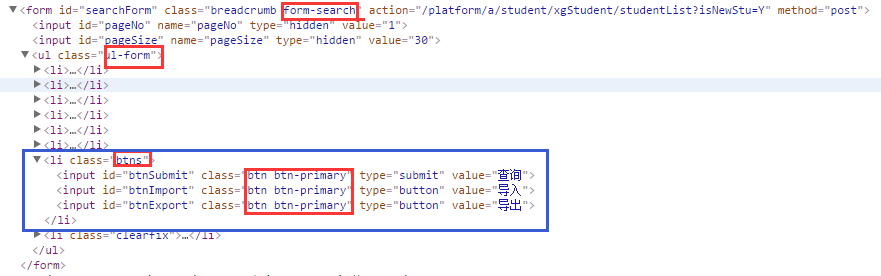 ▼<form id="searchForm" class="breadcrumb form-search" action="/platform/a/student/xgStudent/studentList?isNewStu=Y" method="post">
<input id="pageNo" name="pageNo" type="hidden" value="1">
<input id="pageSize" name="pageSize" type="hidden" value="30">
▼<ul class="ul-form">
▶<li>…</li>
▶<li>…</li>
▶<li>…</li>
▶<li>…</li>
▶<li>…</li>
▶<li>…</li>
▼<li class="btns">
<input id="btnSubmit" class="btn btn-primary" type="submit" value="查询">
<input id="btnImport" class="btn btn-primary" type="button" value="导入">
<input id="btnExport" class="btn btn-primary" type="button" value="导出">
</li>
▶<li class="clearfix">…</li>
</ul>
</form>